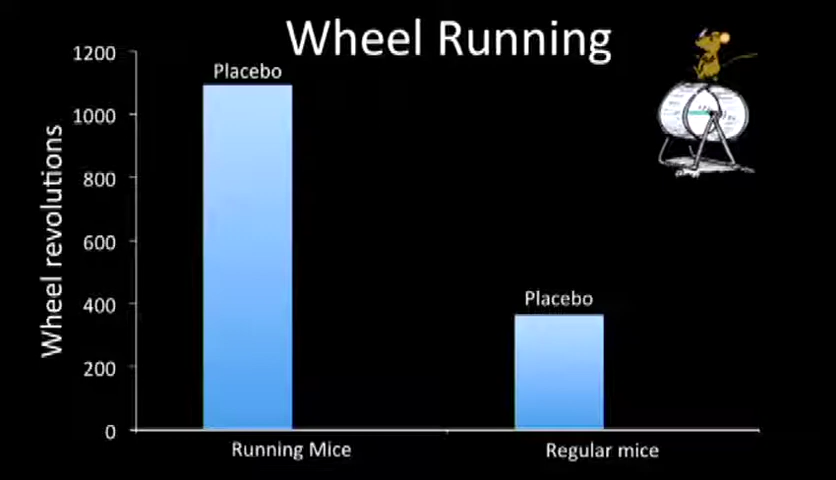 Wheel Running
1200
1000
800
600
400
200
0
Wheel revolutions
Placebo
Placebo
Running Mice
Regular mice